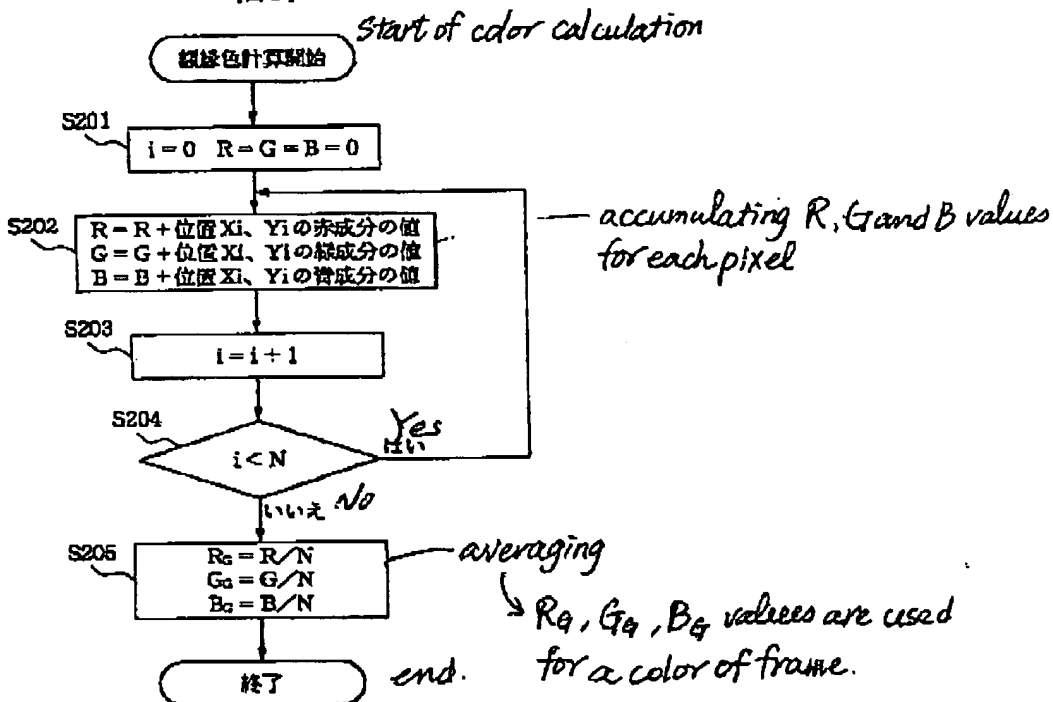 Start of color calculation
額縁色計算開始
S201
i=0 R=G=B=0
S202
R=R+位置Xi、Yiの赤成分の値
G=G+位置Xi、Yiの緑成分の値
B=B+位置Xi、Yiの青成分の値
accumulating R, G and B values
for each pixel
S203
i=i+1
S204
i<N
Yes
はい
いいえ No
S205
RG=R/N
GG=G/N
BG=B/N
averaging
RG, GG, BG values are used
for a color of frame.
終了
end.